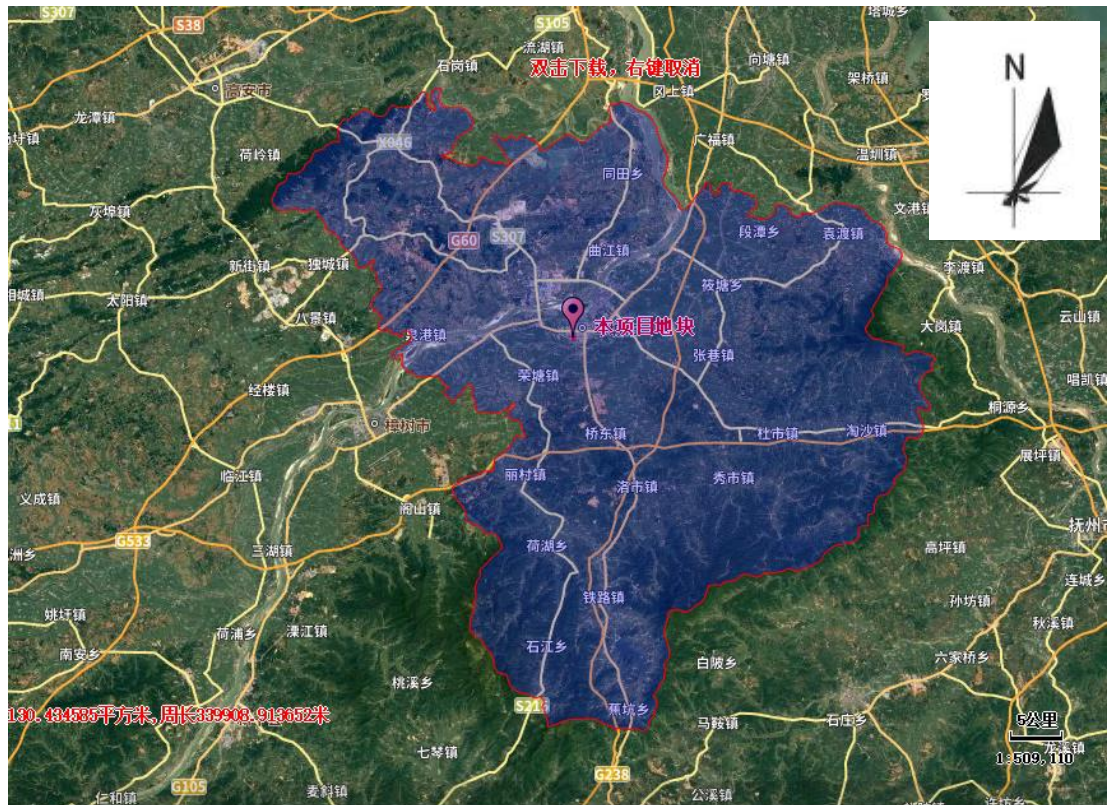 S307
S38
S105
流湖镇
塔城乡
石岗镇
双击下载，右键取消
向塘镇
架桥镇
高安市
冈上镇
龙潭镇
N
荷岭镇
X046
广福镇
温圳镇
同田乡
灰埠镇
文港镇
段潭乡
袁渡镇
S307
G60
曲江镇
新街镇
独城镇
李渡镇
筱塘乡
太阳镇
八景镇
云山镇
泉港镇
本项目地块
大岗镇
张巷镇
荣塘镇
经楼镇
唱凯镇
桐源乡
樟树市
桥东镇
杜市镇
淘沙镇
展坪镇
临江镇
丽村镇
洛市镇
秀市镇
义成镇
阁山镇
抚州市
G533
三湖镇
荷湖乡
高坪镇
连城乡
铁路镇
孙坊镇
姚圩镇
荷浦乡
溧江镇
秋溪镇
石江乡
南安乡
白陂乡
六家桥乡
桃溪乡
130.434585平方米,周长339908.913652米
S216
蕉坑乡
马鞍镇
石庄乡
5公里
七琴镇
龙溪镇
1:509,110
G238
G105
仁和镇
麦斜镇
公溪镇